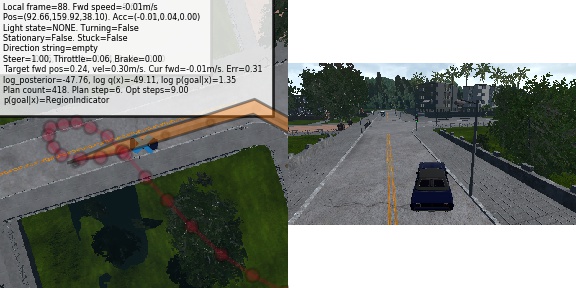 Local frame=88. Fwd speed=-0.01m/s
Pos=(92.66,159.92,38.10). Acc=(-0.01,0.04,0.00)
Light state=NONE. Turning=False
Stationary=False. Stuck=False
Direction string=empty
Steer=1.00, Throttle=0.06, Brake=0.00
Target fwd pos=0.24, vel=0.30m/s. Cur fwd=-0.01m/s. Err=0.31
log_posterior=-47.76, log q(x)=-49.11, log p(goal|x)=1.35
Plan count=418. Plan step=6. Opt steps=9.00
p(goal|x)=RegionIndicator